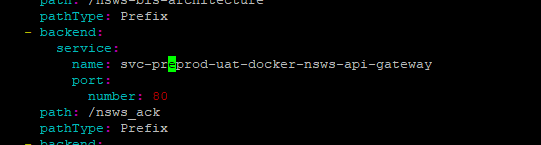 path: /nsws-bis-architecture
pathType: Prefix
- backend:
service:
name: svc-preprod-uat-docker-nsws-api-gateway
port:
number: 80
path: /nsws_ack
pathType: Prefix
- backend: